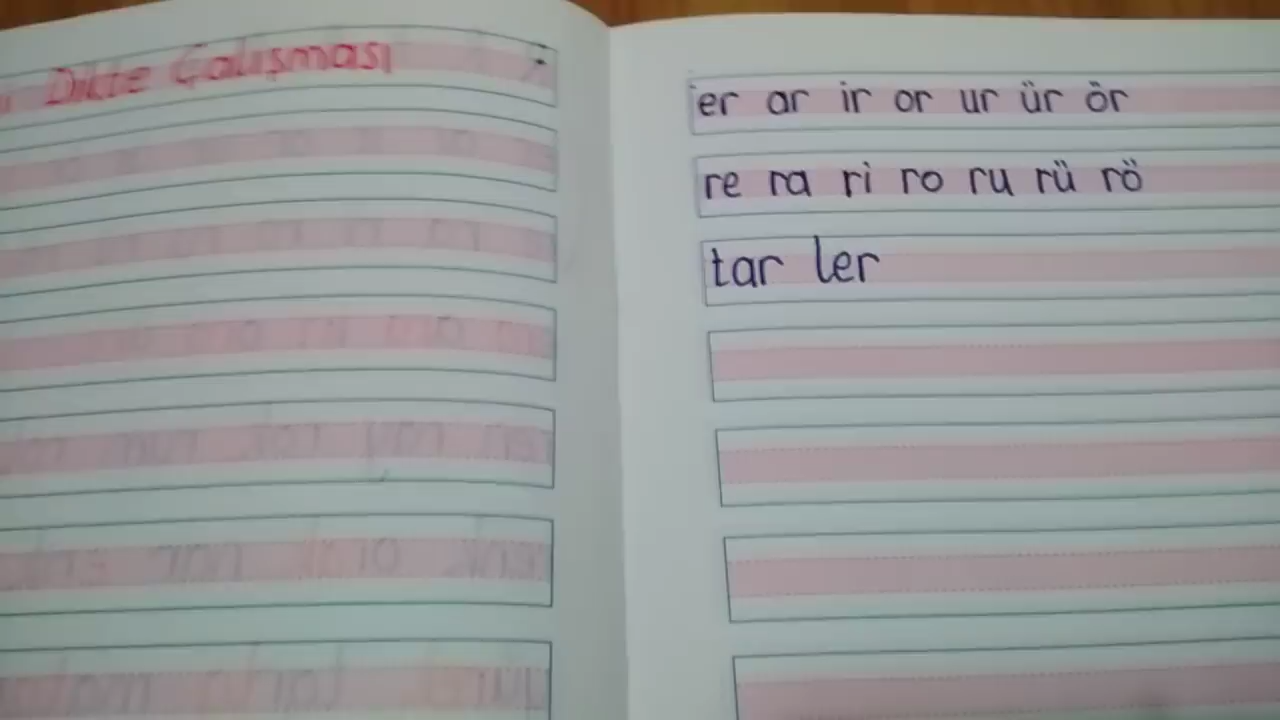 Dikte Çalışması
er ar ir or ur ür ör
re ra ri ro ru rü rö
tar ler